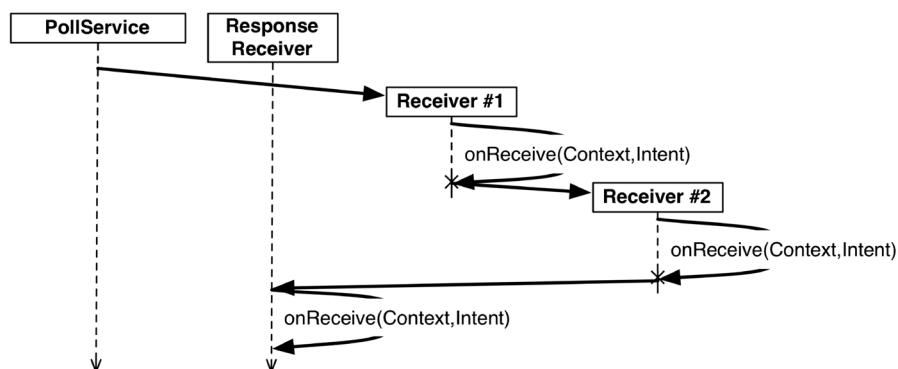 PollService
Response
Receiver
Receiver #1
onReceive(Context,Intent)
Receiver #2
onReceive(Context,Intent)
onReceive(Context,Intent)